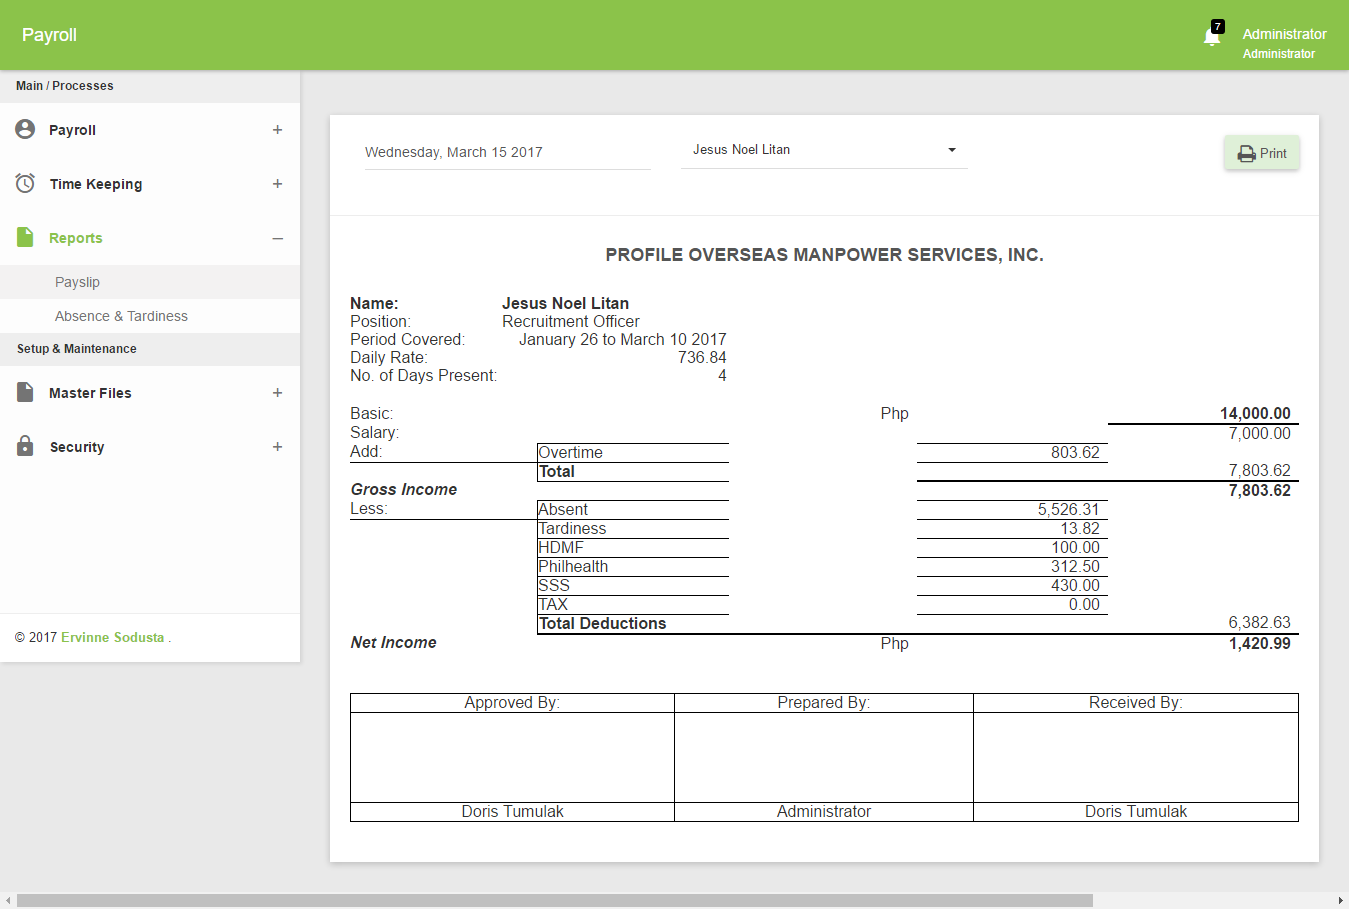 Payroll
7
Administrator
Administrator
Main / Processes
Payroll +
Time Keeping +
Reports –
Payslip
Absence & Tardiness
Setup & Maintenance
Master Files +
Security +
© 2017 Ervinne Sodusta .
Wednesday, March 15 2017
Jesus Noel Litan
Print
PROFILE OVERSEAS MANPOWER SERVICES, INC.
Name: Jesus Noel Litan
Position: Recruitment Officer
Period Covered: January 26 to March 10 2017
Daily Rate: 736.84
No. of Days Present: 4
Basic: Php 14,000.00
Salary: 7,000.00
Add: Overtime 803.62
Total 7,803.62
Gross Income 7,803.62
Less: Absent 5,526.31
Tardiness 13.82
HDMF 100.00
Philhealth 312.50
SSS 430.00
TAX 0.00
Total Deductions 6,382.63
Net Income Php 1,420.99
Approved By: Prepared By: Received By:
Doris Tumulak Administrator Doris Tumulak